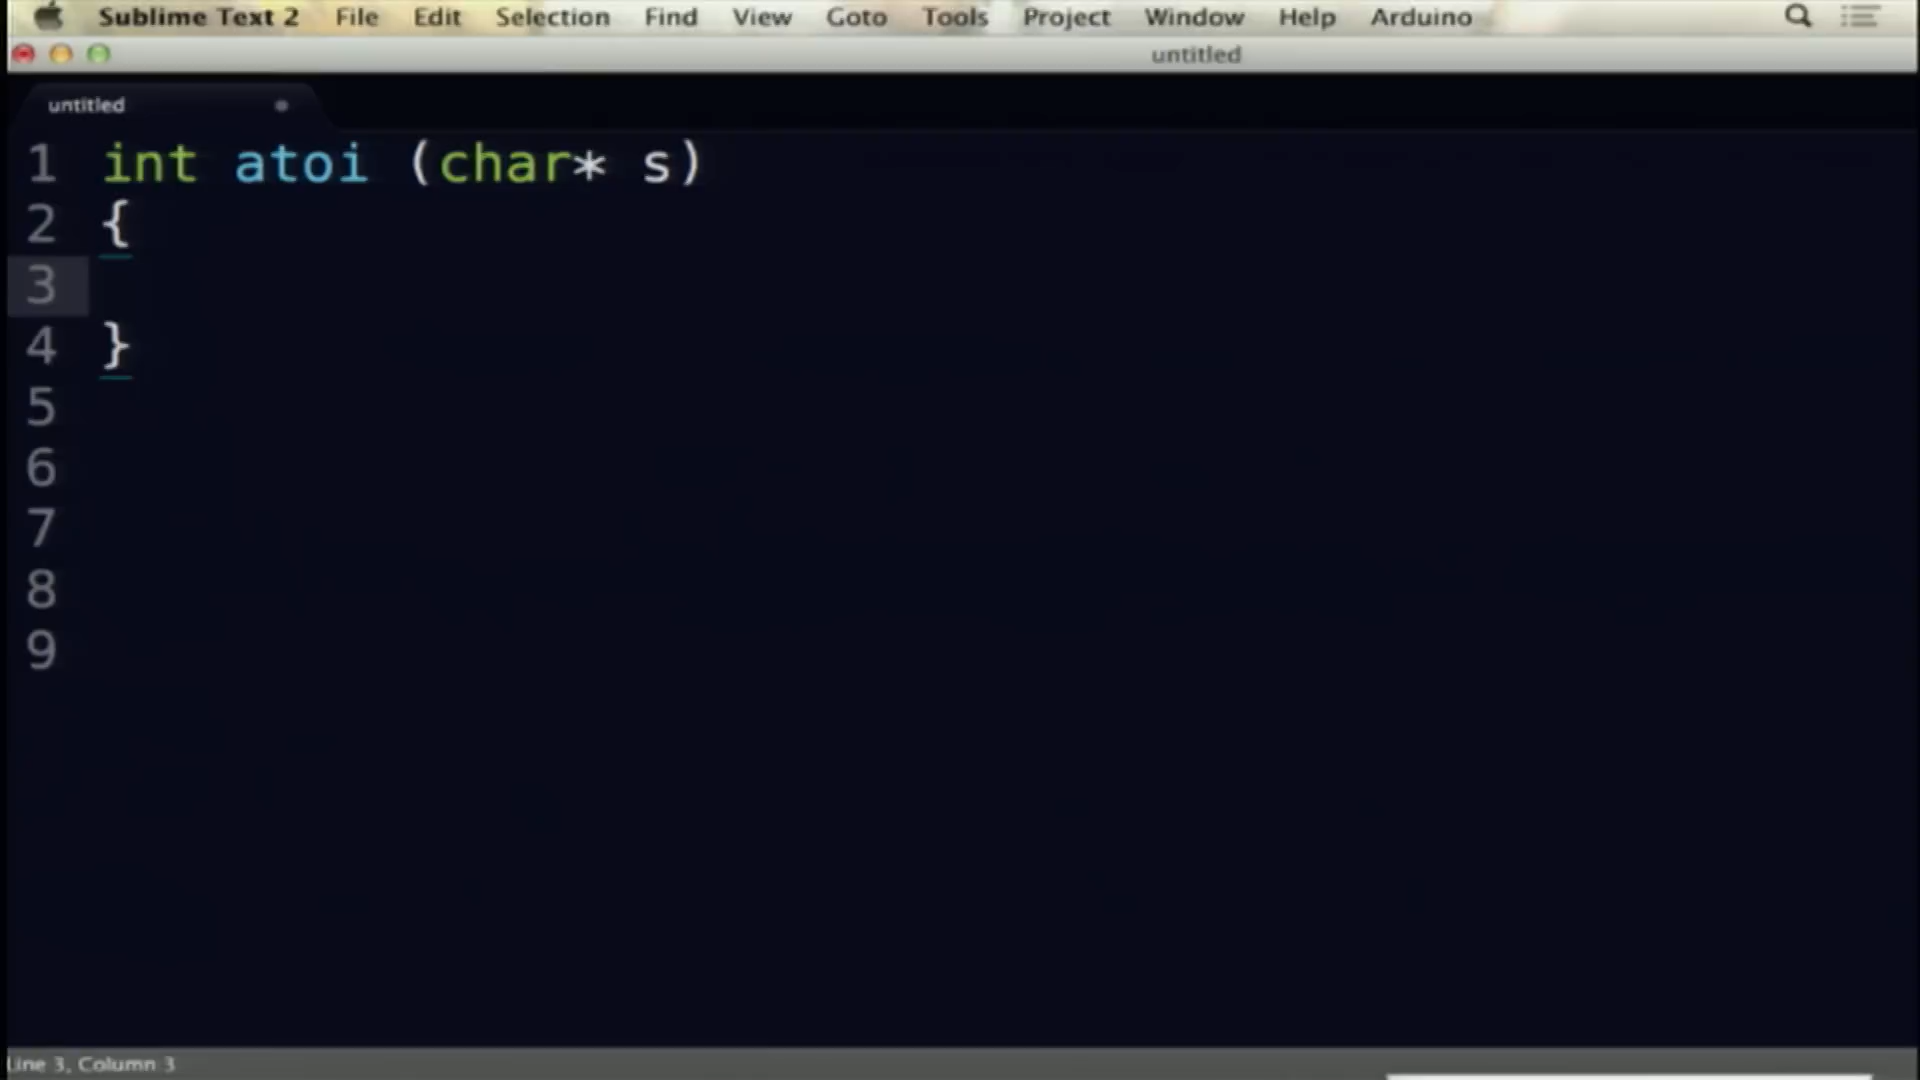 Sublime Text 2 File Edit Selection Find View Goto Tools Project Window Help Arduino
untitled
untitled
1 int atoi (char* s)
2 {
3
4 }
5
6
7
8
9
Line 3, Column 3